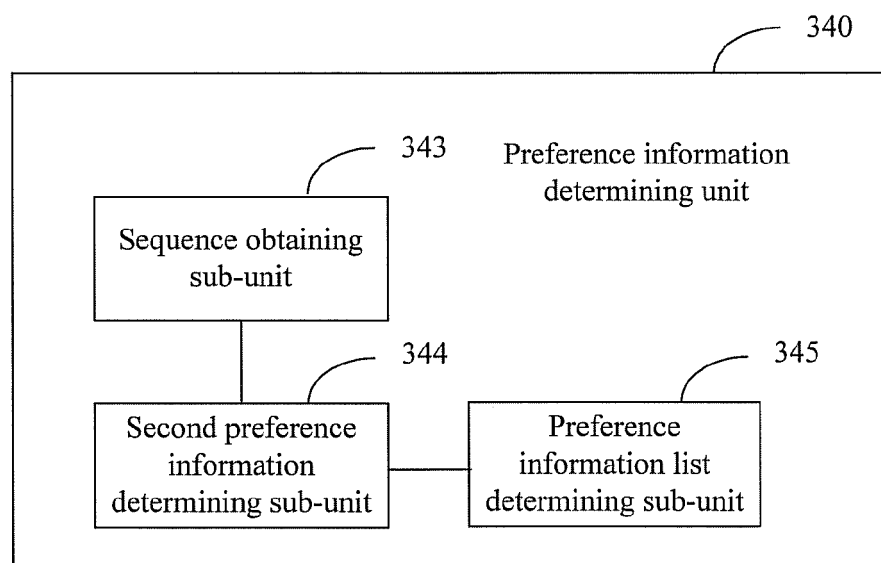 340
343
Preference information
determining unit
Sequence obtaining
sub-unit
344
345
Second preference
information
determining sub-unit
Preference
information list
determining sub-unit